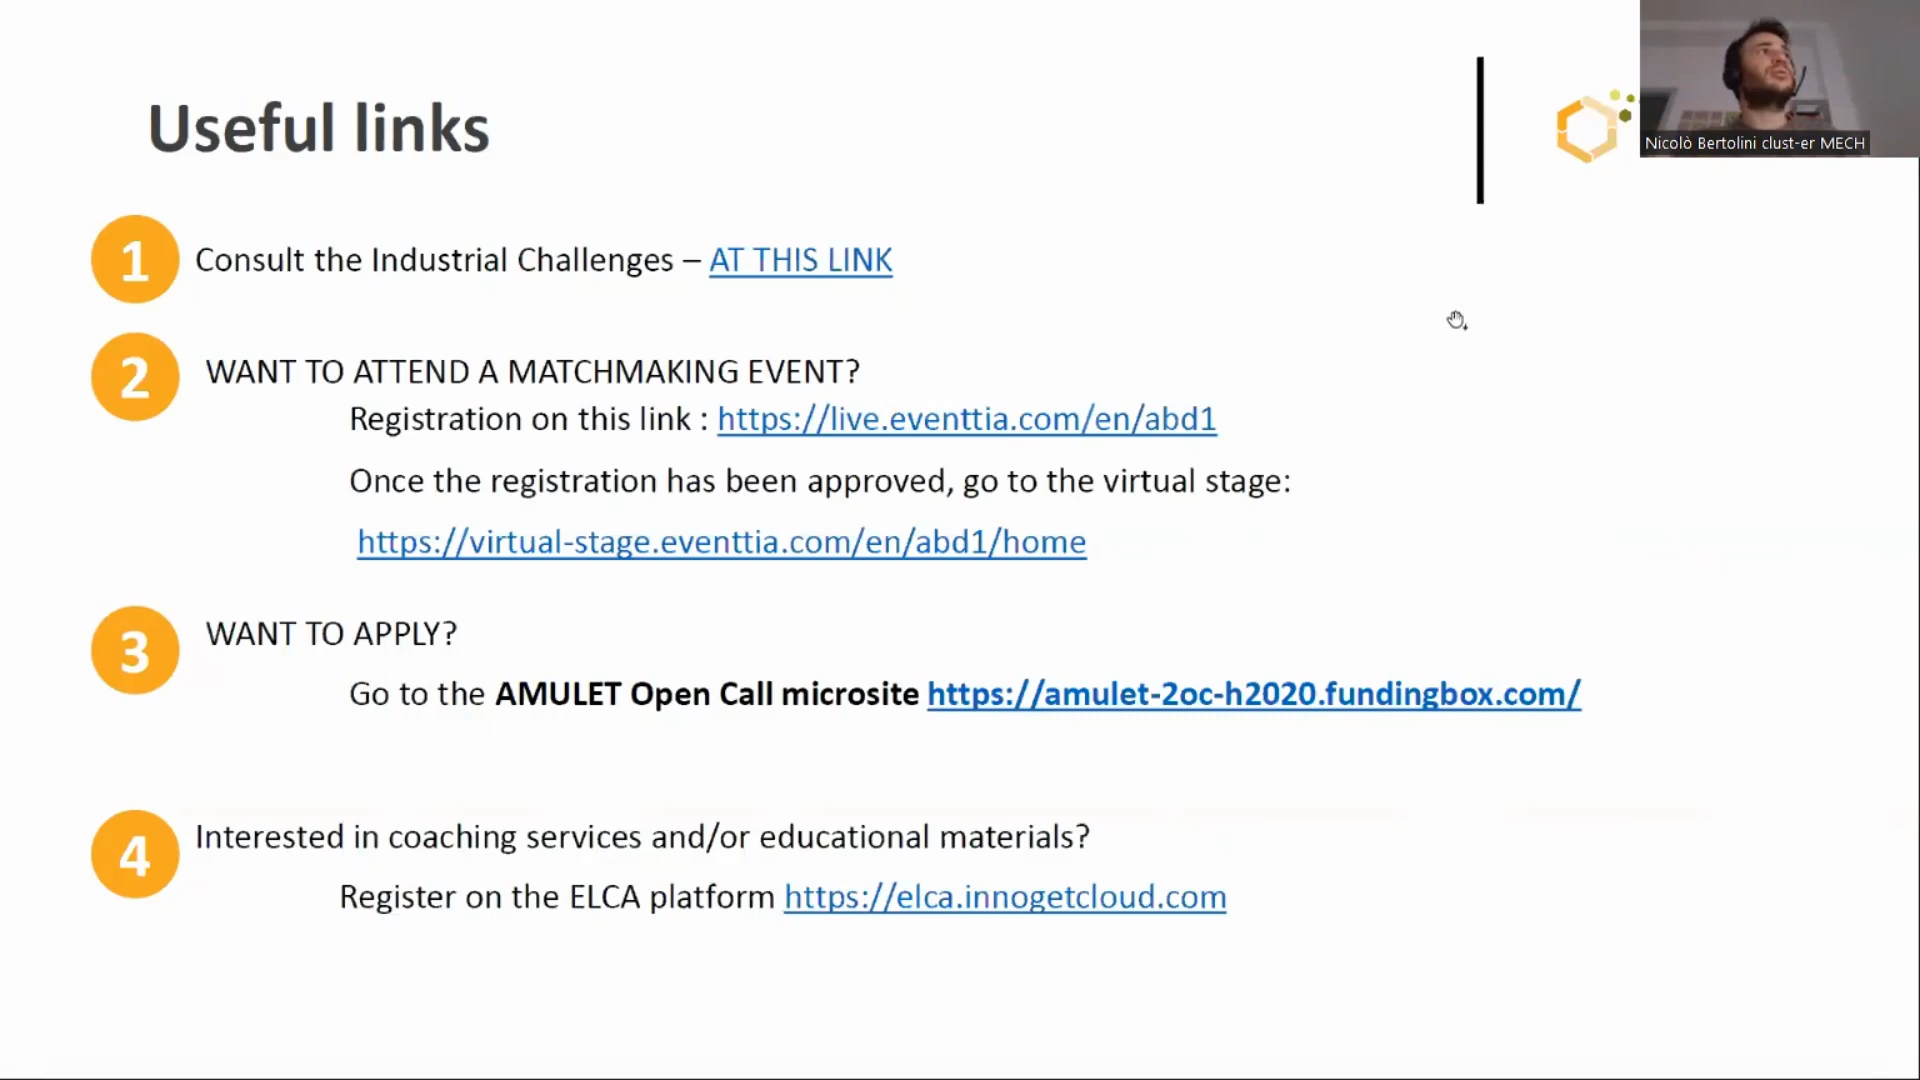 Useful links
Nicolò Bertolini clust-er MECH
1 Consult the Industrial Challenges – AT THIS LINK
2 WANT TO ATTEND A MATCHMAKING EVENT?
Registration on this link : https://live.eventtia.com/en/abd1
Once the registration has been approved, go to the virtual stage:
https://virtual-stage.eventtia.com/en/abd1/home
3 WANT TO APPLY?
Go to the AMULET Open Call microsite https://amulet-2oc-h2020.fundingbox.com/
4 Interested in coaching services and/or educational materials?
Register on the ELCA platform https://elca.innogetcloud.com